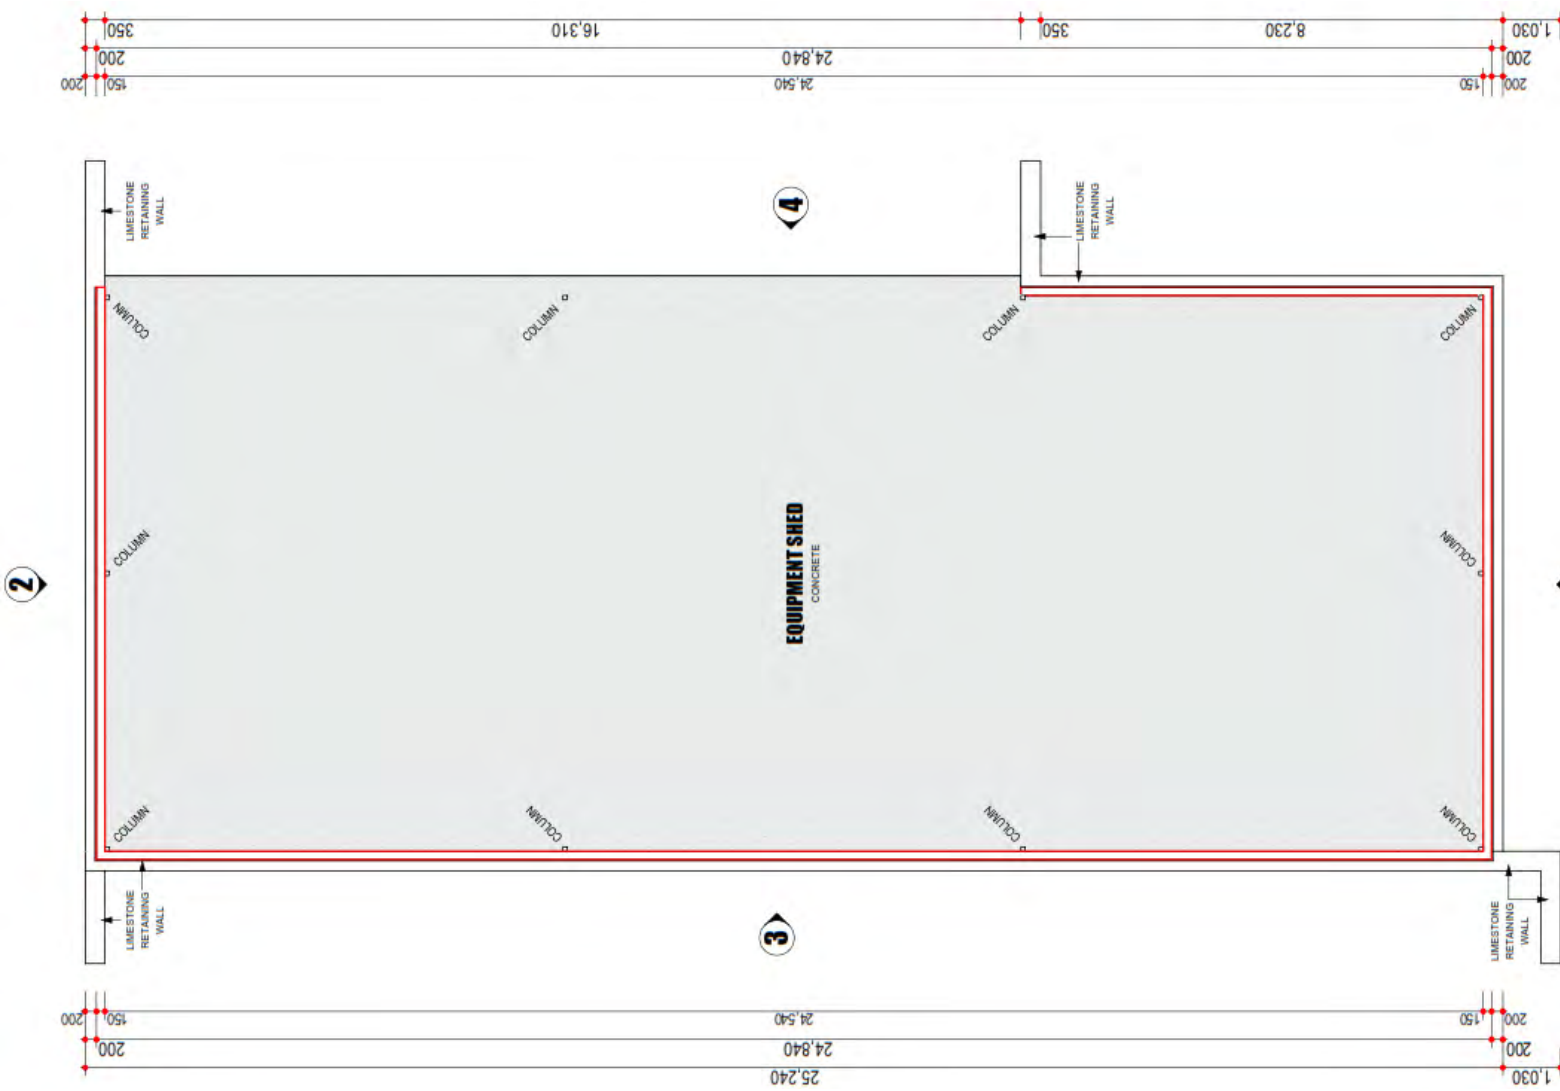 350
16,310
350
8,230
1,030
200
24,840
200
200
150
24,540
150
200
LIMESTONE
RETAINING
WALL
4
LIMESTONE
RETAINING
WALL
COLUMN
COLUMN
COLUMN
COLUMN
2
COLUMN
EQUIPMENT SHED
CONCRETE
COLUMN
COLUMN
COLUMN
COLUMN
COLUMN
LIMESTONE
RETAINING
WALL
3
LIMESTONE
RETAINING
WALL
200
150
24,540
150
200
200
24,840
200
25,240
1,030